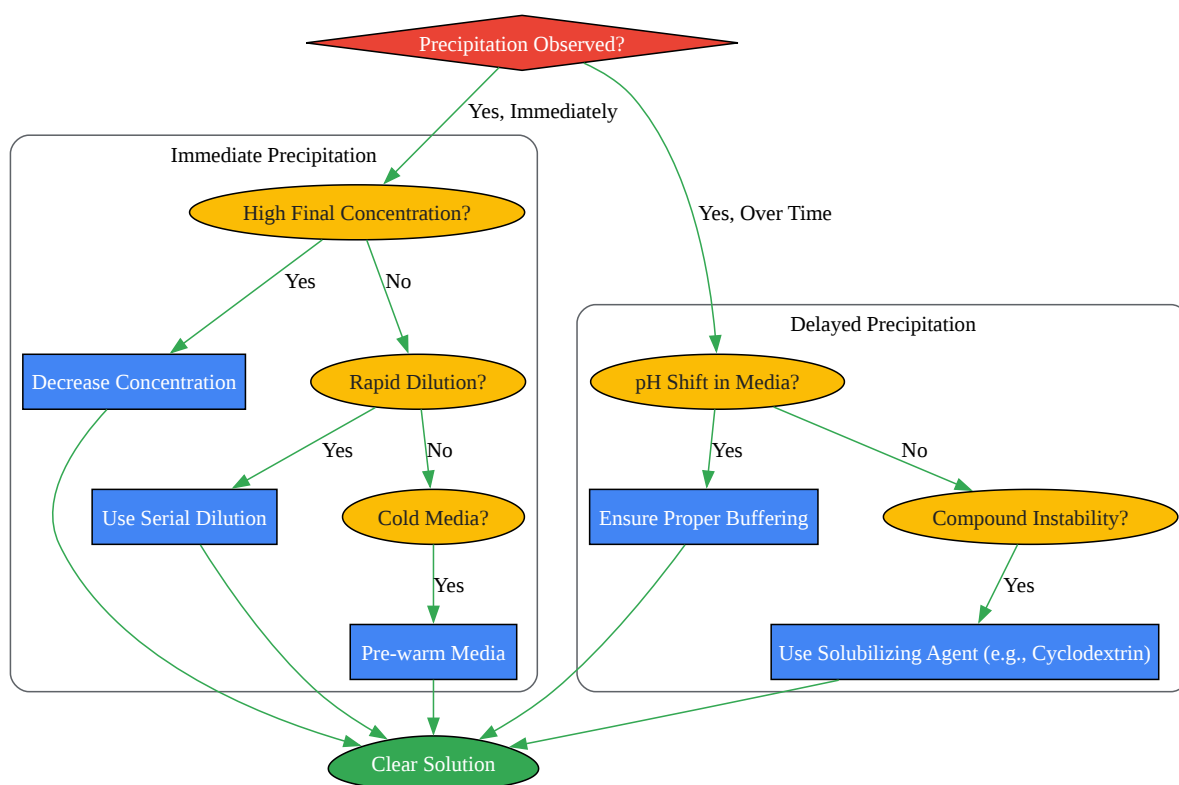 Precipitation Observed?
Yes, Immediately
Immediate Precipitation
High Final Concentration?
Yes, Over Time
Yes
No
Delayed Precipitation
Decrease Concentration
Rapid Dilution?
pH Shift in Media?
Yes
No
Yes
No
Use Serial Dilution
Cold Media?
Ensure Proper Buffering
Compound Instability?
Yes
Yes
Pre-warm Media
Use Solubilizing Agent (e.g., Cyclodextrin)
Clear Solution